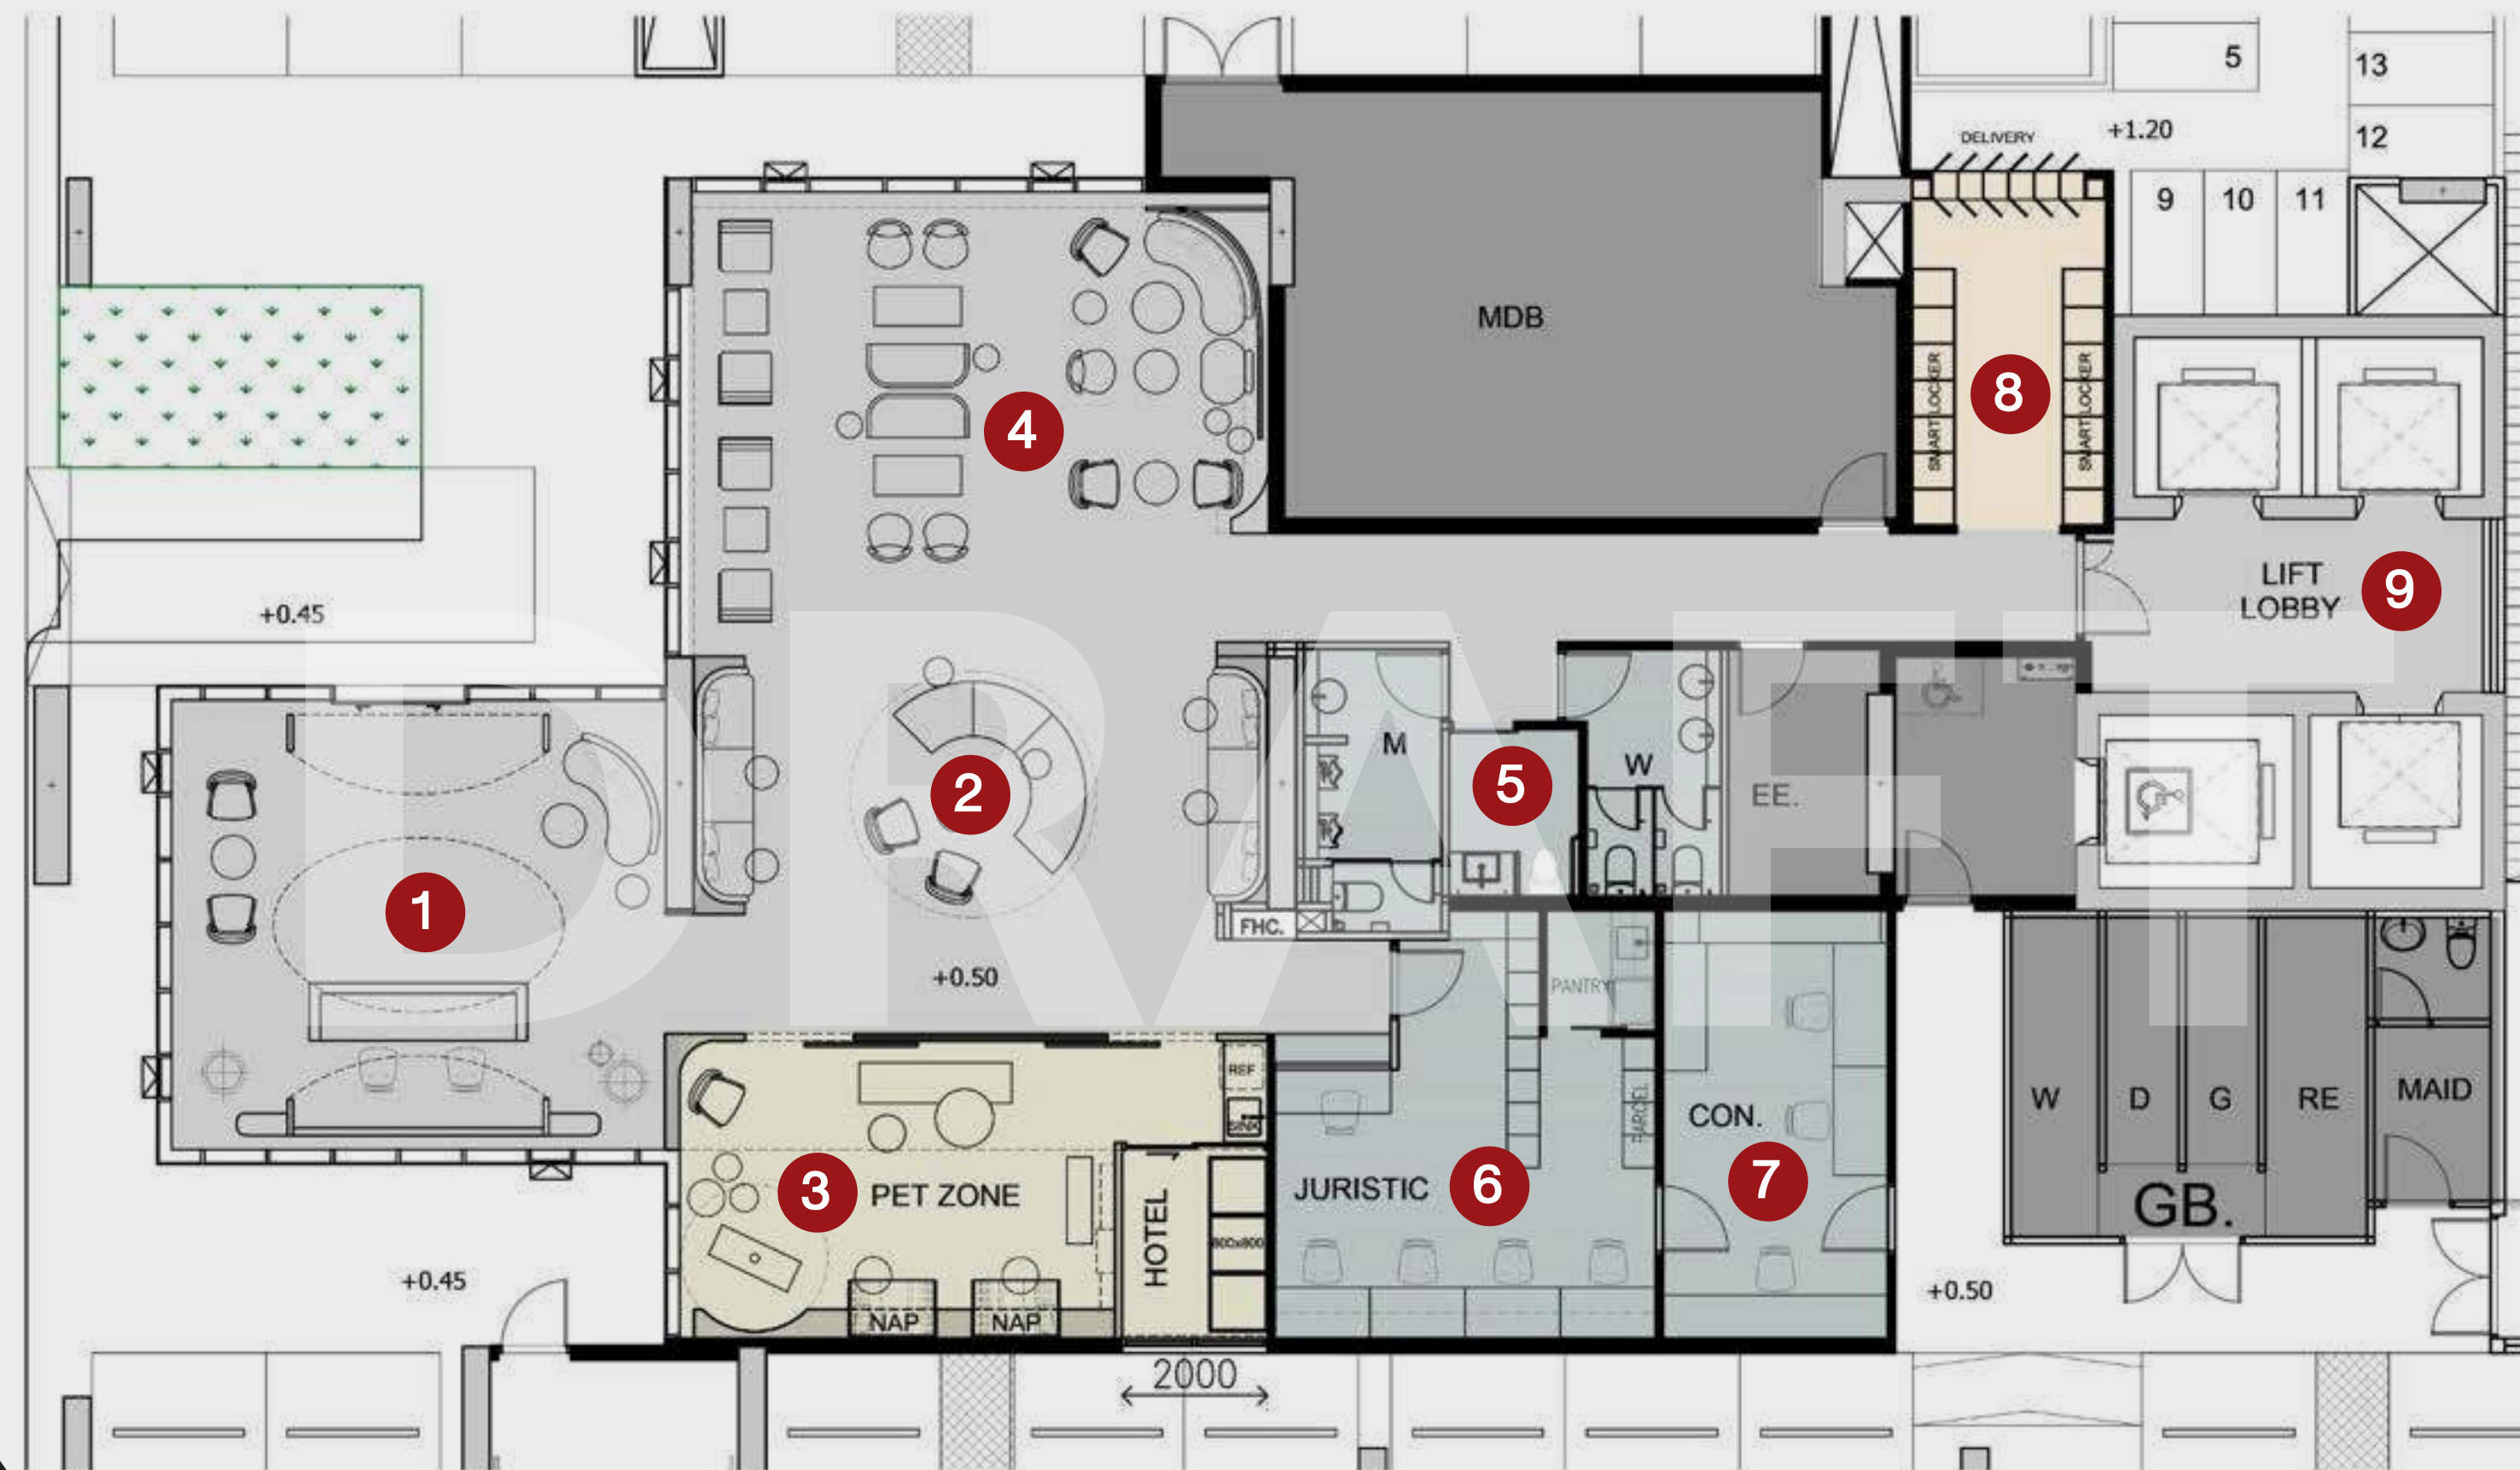 5
13
12
+1.20
DELIVERY
9
10
11
MDB
SMART LOCKER
SMART LOCKER
8
4
LIFT
LOBBY
9
+0.45
DRAFT
M
W
5
EE.
2
1
FHC.
+0.50
PANTRY
REF
SINK
PARCEL
CON.
W
D
G
RE
MAID
3
PET ZONE
HOTEL
800x800
JURISTIC
6
7
GB.
+0.45
NAP
NAP
+0.50
2000